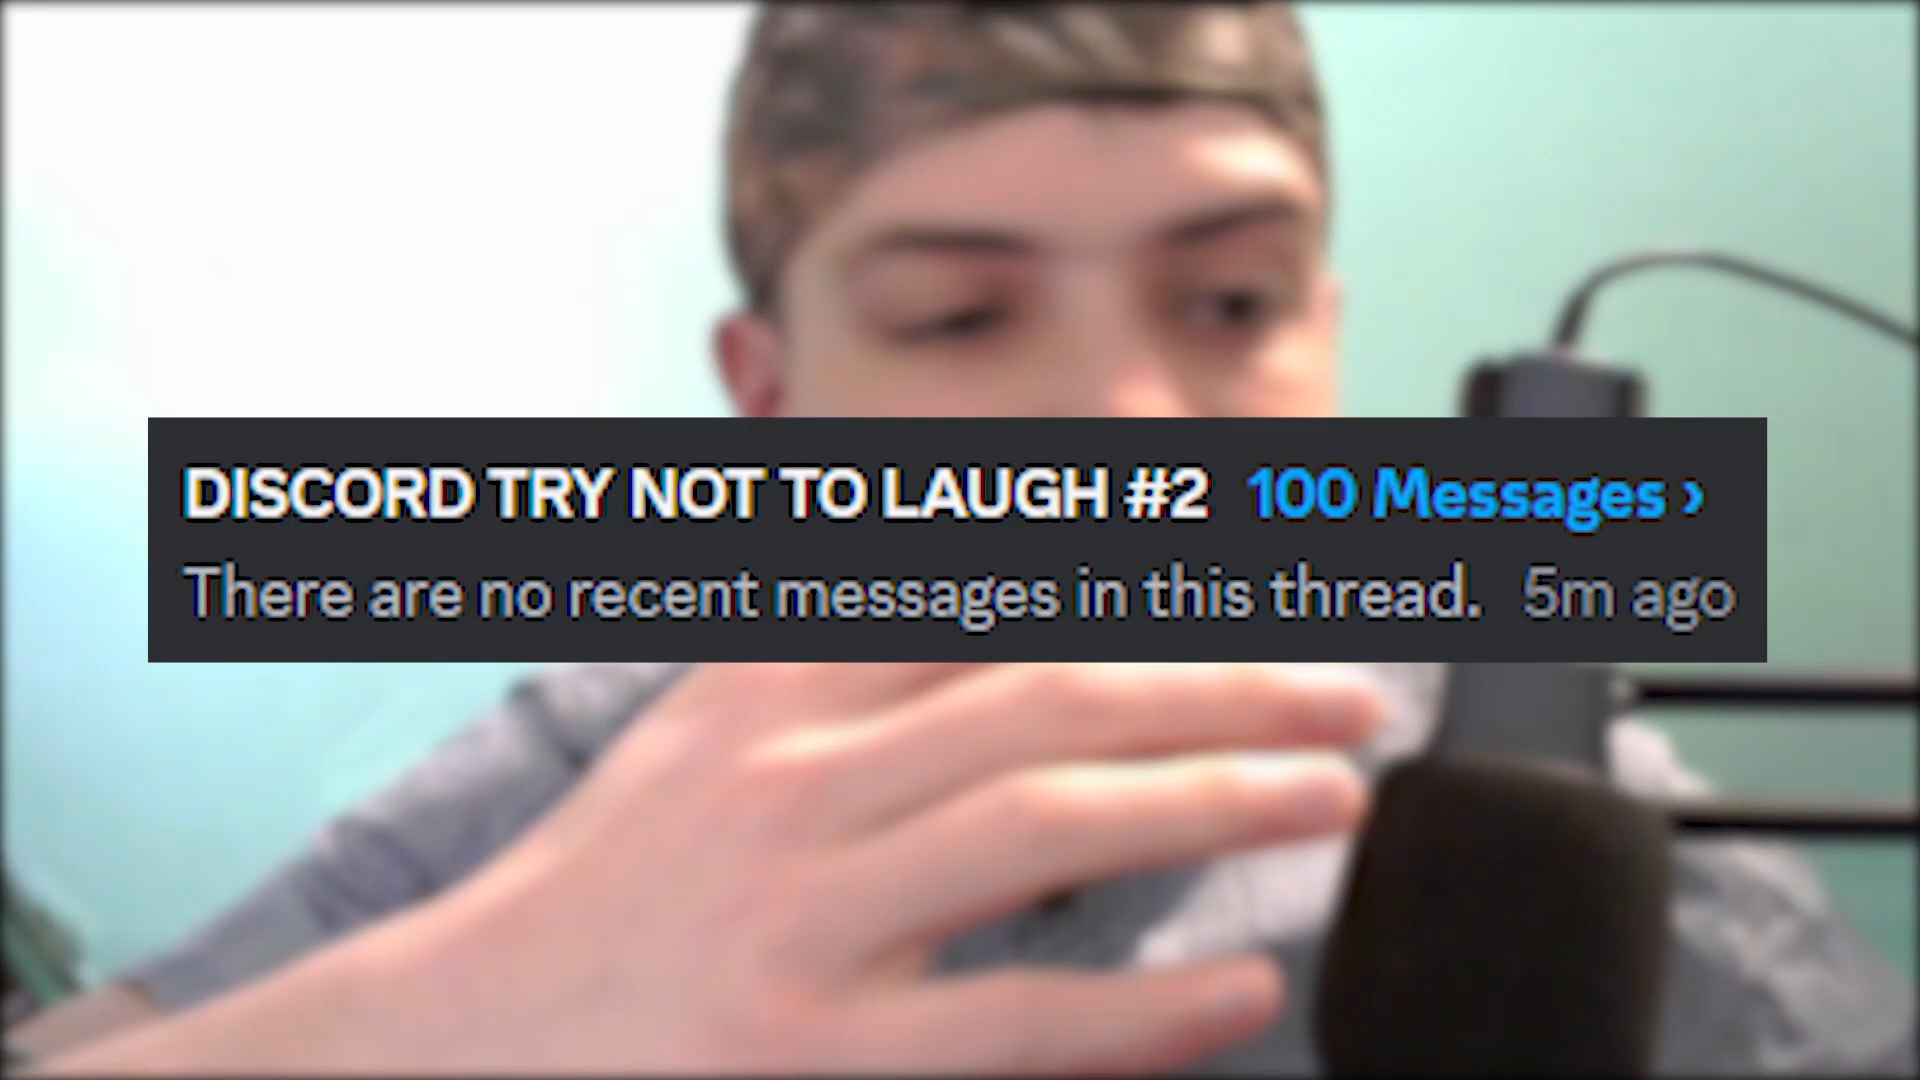 DISCORD TRY NOT TO LAUGH #2 100 Messages ›
There are no recent messages in this thread. 5m ago